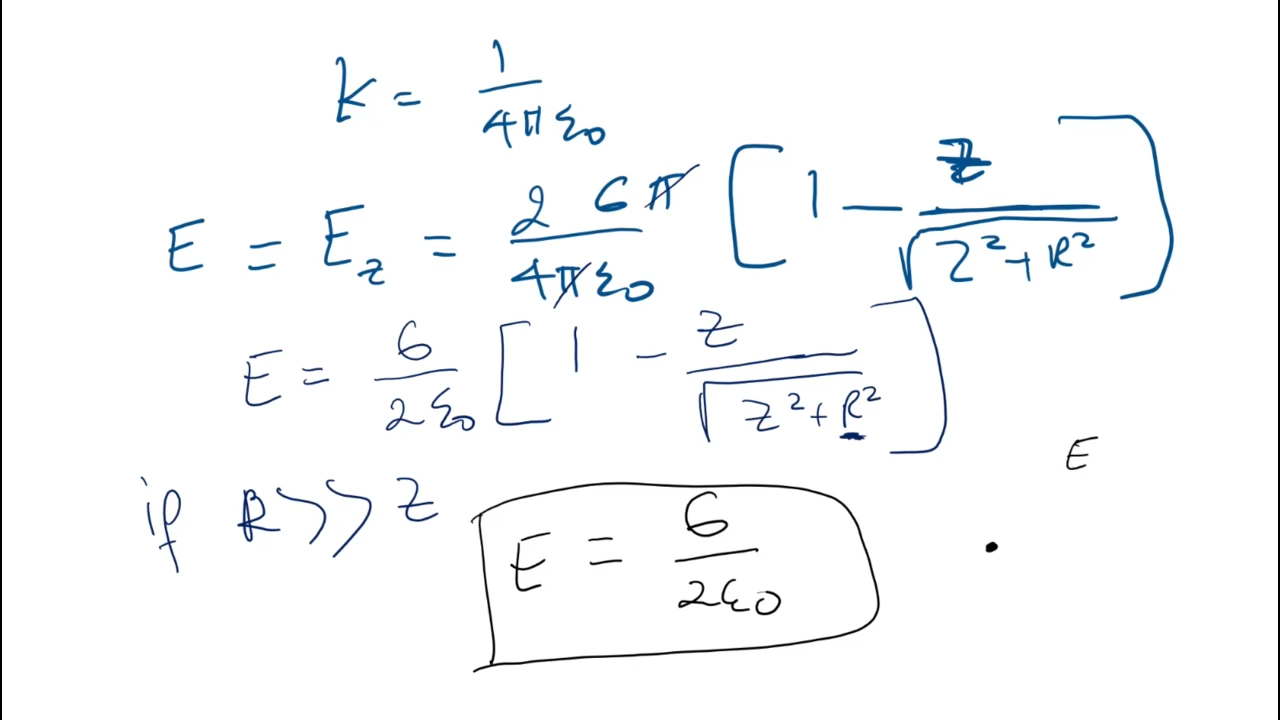 K = 1/4πε₀
E = E_z = 2σπ/4πε₀ [1 − z/√(z²+R²)]
E = σ/2ε₀ [1 − z/√(z²+R²)]
E
if R >> z E = σ/2ε₀